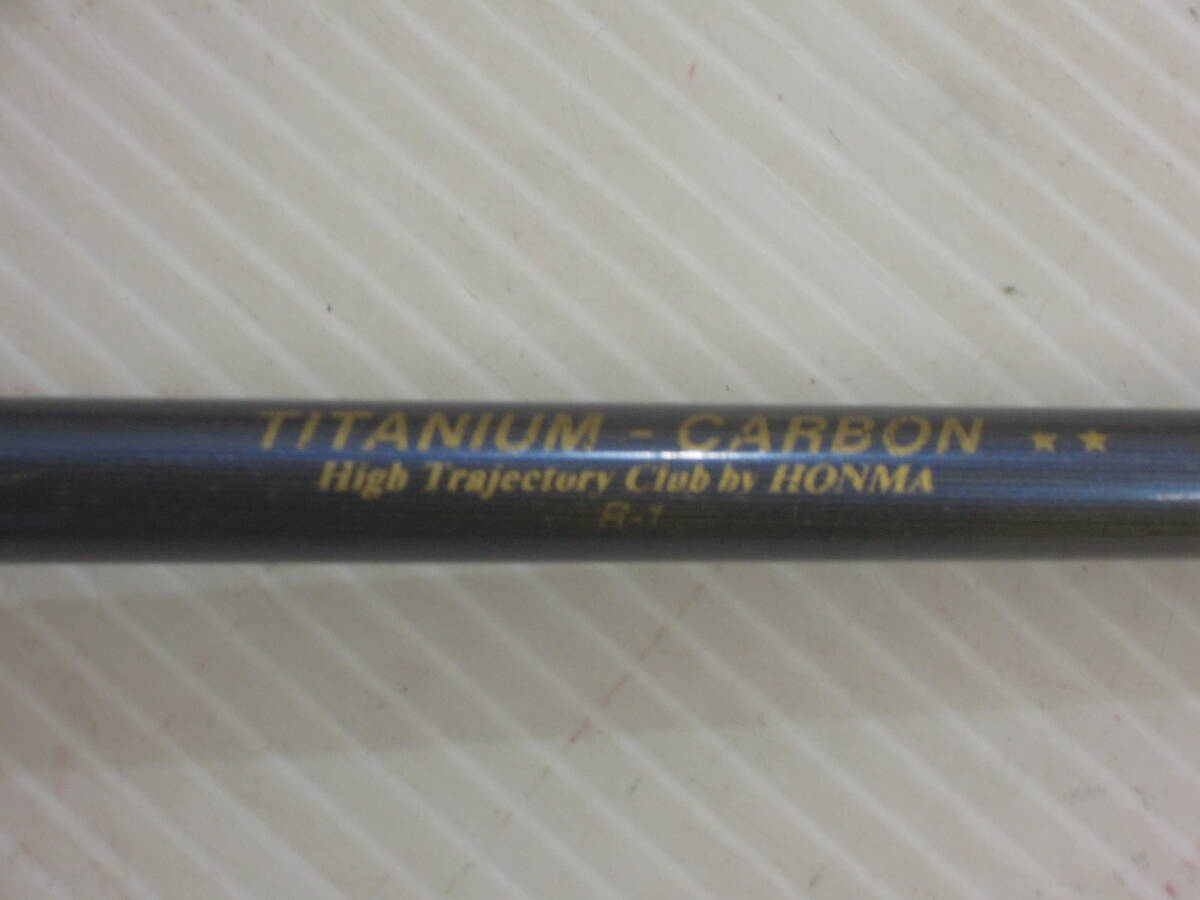 TITANIUM - CARBON ★★
High Trajectory Club by HONMA
R-1